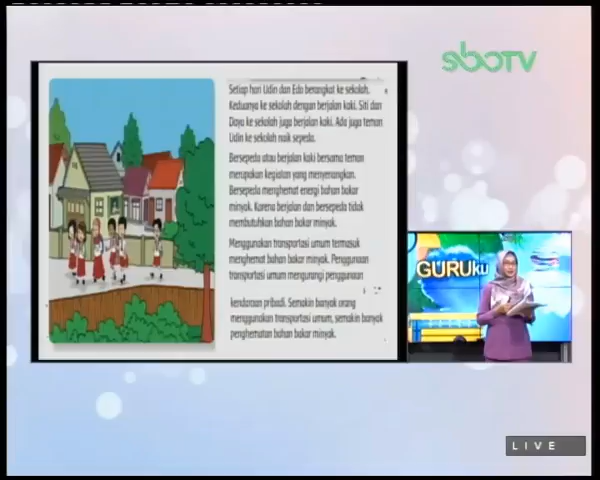 sboTV
Setiap hari Udin dan Edo berangkat ke sekolah.
Keduanya ke sekolah dengan berjalan kaki. Siti dan
Dayu ke sekolah juga berjalan kaki. Ada juga teman
Udin ke sekolah naik sepeda.
Bersepeda atau berjalan kaki bersama teman
merupakan kegiatan yang menyenangkan.
Bersepeda menghemat energi bahan bakar
minyak. Karena berjalan dan bersepeda tidak
membutuhkan bahan bakar minyak.
Menggunakan transportasi umum termasuk
menghemat bahan bakar minyak. Penggunaan
transportasi umum mengurangi penggunaan
kendaraan pribadi. Semakin banyak orang
menggunakan transportasi umum, semakin banyak
penghematan bahan bakar minyak.
GURUku
LIVE